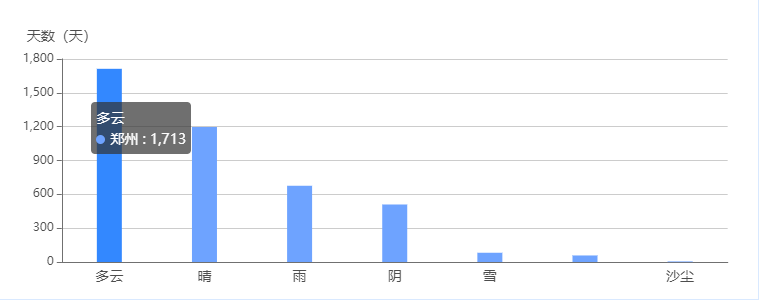 天数（天）
1,800
1,500
多云
1,200
郑州 : 1,713
900
600
300
0
多云 晴 雨 阴 雪 沙尘